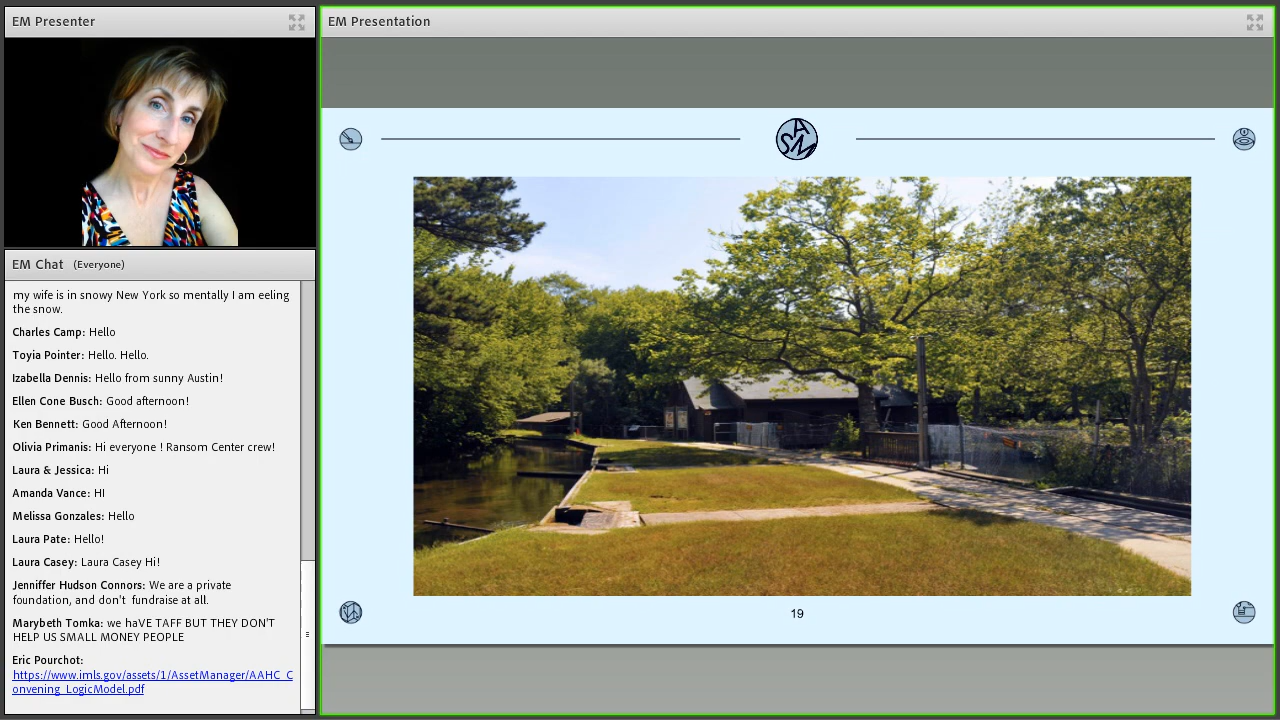 EM Presenter
EM Presentation
EM Chat (Everyone)
my wife is in snowy New York so mentally I am eeling
the snow.
Charles Camp: Hello
Toyia Pointer: Hello. Hello.
Izabella Dennis: Hello from sunny Austin!
Ellen Cone Busch: Good afternoon!
Ken Bennett: Good Afternoon!
Olivia Primanis: Hi everyone ! Ransom Center crew!
Laura & Jessica: Hi
Amanda Vance: HI
Melissa Gonzales: Hello
Laura Pate: Hello!
Laura Casey: Laura Casey Hi!
Jenniffer Hudson Connors: We are a private
foundation, and don't fundraise at all.
Marybeth Tomka: we haVE TAFF BUT THEY DON'T
HELP US SMALL MONEY PEOPLE
Eric Pourchot:
https://www.imls.gov/assets/1/AssetManager/AAHC_C
onvening_LogicModel.pdf
ASM
19